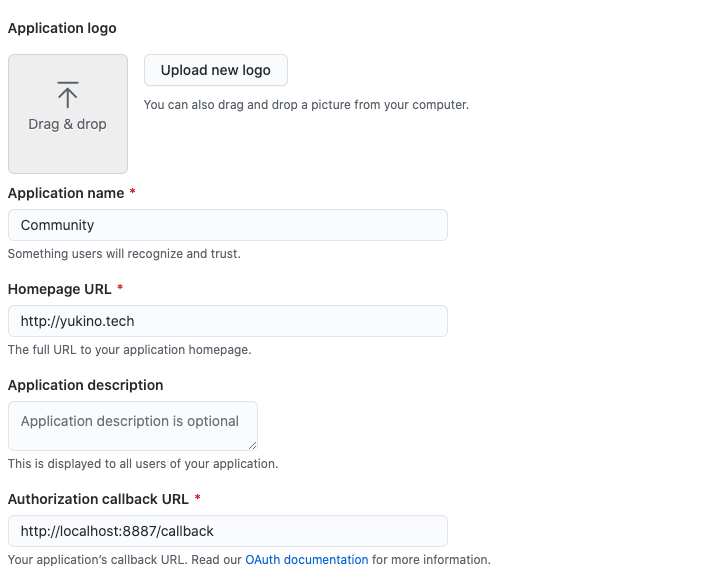 Application logo
Upload new logo
Drag & drop
You can also drag and drop a picture from your computer.
Application name *
Community
Something users will recognize and trust.
Homepage URL *
http://yukino.tech
The full URL to your application homepage.
Application description
Application description is optional
This is displayed to all users of your application.
Authorization callback URL *
http://localhost:8887/callback
Your application’s callback URL. Read our OAuth documentation for more information.